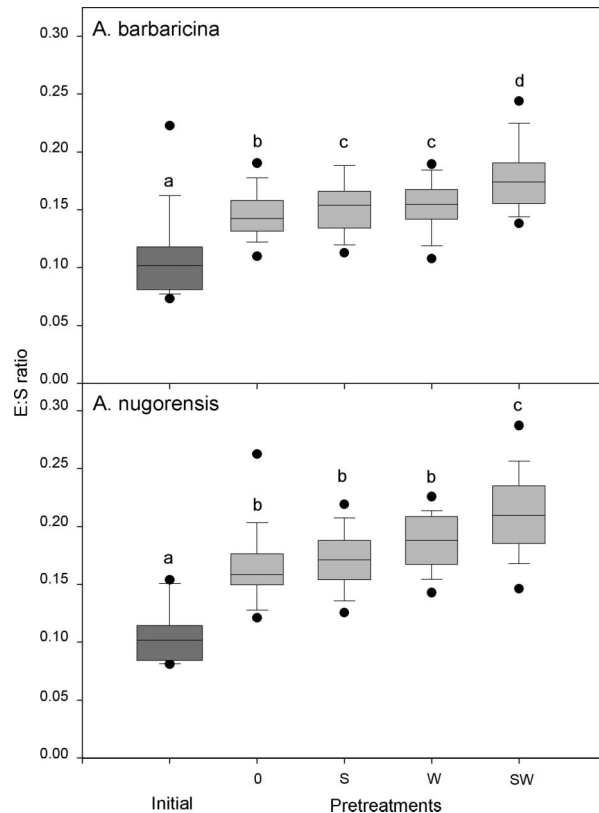 A. barbaricina
0.30
0.25
0.20
0.15
0.10
0.05
0.00
a
b
c
c
d
E:S ratio
A. nugorensis
0.30
0.25
0.20
0.15
0.10
0.05
0.00
a
b
b
b
c
0 S W SW
Initial Pretreatments